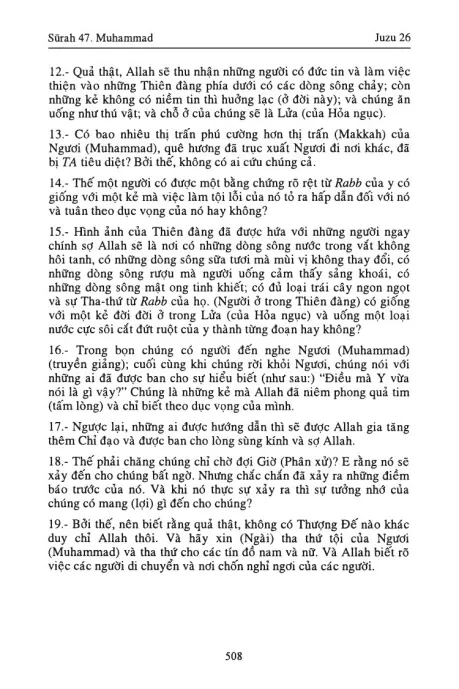 Sūrah 47. Muhammad Juzu 26
12.- Quả thật, Allah sẽ thu nhận những người có đức tin và làm việc
thiện vào những Thiên đàng phía dưới có các dòng sông chảy; còn
những kẻ không có niềm tin thì huởng lạc (ở đời này); và chúng ăn
uống như thú vật; và chỗ ở của chúng sẽ là Lửa (của Hỏa ngục).
13.- Có bao nhiêu thị trấn phú cường hơn thị trấn (Makkah) của
Ngươi (Muhammad), quê hương đã trục xuất Ngươi đi nơi khác, đã
bị TA tiêu diệt? Bởi thế, không có ai cứu chúng cả.
14.- Thế một người có được một bằng chứng rõ rệt từ Rabb của y có
giống với một kẻ mà việc làm tội lỗi của nó tỏ ra hấp dẫn đối với nó
và tuân theo dục vọng của nó hay không?
15.- Hình ảnh của Thiên đàng đã được hứa với những người ngay
chính sợ Allah sẽ là nơi có những dòng sông nước trong vắt không
hôi tanh, có những dòng sông sữa tươi mà mùi vị không thay đổi, có
những dòng sông rượu mà người uống cảm thấy sảng khoái, có
những dòng sông mật ong tinh khiết; có đủ loại trái cây ngon ngọt
và sự Tha-thứ từ Rabb của họ. (Người ở trong Thiên đàng) có giống
với một kẻ đời đời ở trong Lửa (của Hỏa ngục) và uống một loại
nước cực sôi cắt đứt ruột của y thành từng đoạn hay không?
16.- Trong bọn chúng có người đến nghe Ngươi (Muhammad)
(truyền giảng); cuối cùng khi chúng rời khỏi Ngươi, chúng nói với
những ai đã được ban cho sự hiểu biết (như sau:) “Điều mà Y vừa
nói là gì vậy?” Chúng là những kẻ mà Allah đã niêm phong quả tim
(tấm lòng) và chỉ biết theo dục vọng của mình.
17.- Ngược lại, những ai được hướng dẫn thì sẽ được Allah gia tăng
thêm Chỉ đạo và được ban cho lòng sùng kính và sợ Allah.
18.- Thế phải chăng chúng chỉ chờ đợi Giờ (Phân xử)? E rằng nó sẽ
xảy đến cho chúng bất ngờ. Nhưng chắc chắn đã xảy ra những điềm
báo trước của nó. Và khi nó thực sự xảy ra thì sự tưởng nhớ của
chúng có mang (lợi) gì đến cho chúng?
19.- Bởi thế, nên biết rằng quả thật, không có Thượng Đế nào khác
duy chỉ Allah thôi. Và hãy xin (Ngài) tha thứ tội của Ngươi
(Muhammad) và tha thứ cho các tín đồ nam và nữ. Và Allah biết rõ
việc các người di chuyển và nơi chốn nghỉ ngơi của các người.
508